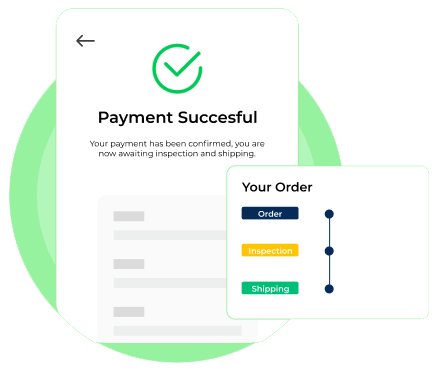 Payment Succesful
Your payment has been confirmed, you are
now awaiting inspection and shipping.
Your Order
Order
Inspection
Shipping